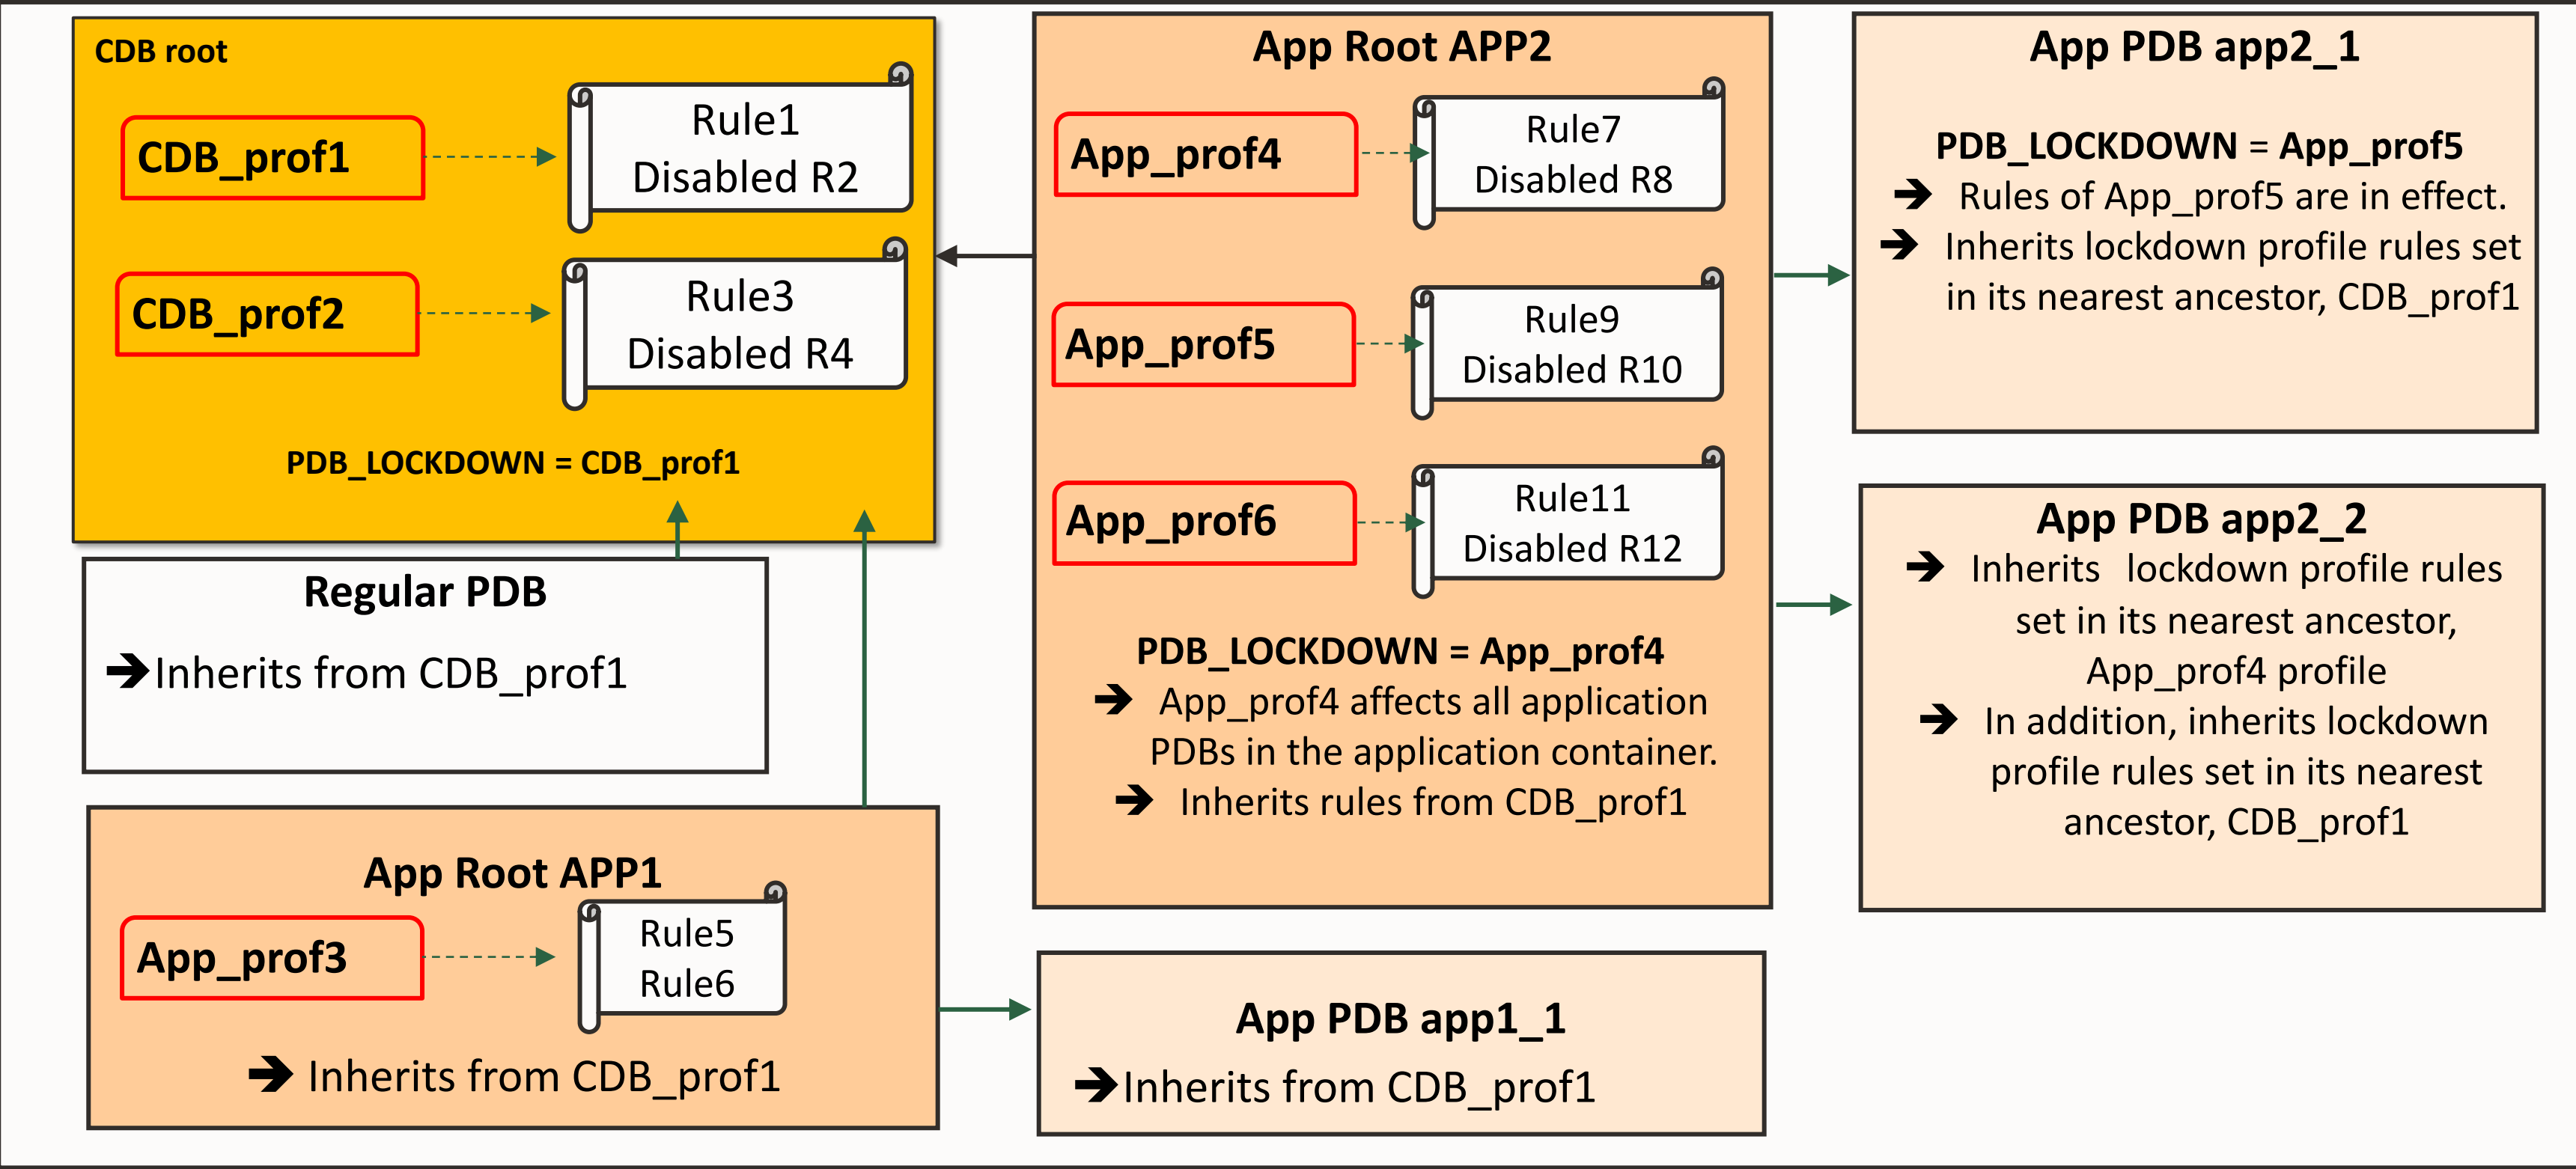 CDB root
CDB_prof1
Rule1
Disabled R2
CDB_prof2
Rule3
Disabled R4
PDB_LOCKDOWN = CDB_prof1
Regular PDB
➔Inherits from CDB_prof1
App Root APP1
App_prof3
Rule5
Rule6
➔ Inherits from CDB_prof1
App Root APP2
App_prof4
Rule7
Disabled R8
App_prof5
Rule9
Disabled R10
App_prof6
Rule11
Disabled R12
PDB_LOCKDOWN = App_prof4
➔ App_prof4 affects all application
PDBs in the application container.
➔ Inherits rules from CDB_prof1
App PDB app1_1
➔Inherits from CDB_prof1
App PDB app2_1
PDB_LOCKDOWN = App_prof5
➔ Rules of App_prof5 are in effect.
➔ Inherits lockdown profile rules set
in its nearest ancestor, CDB_prof1
App PDB app2_2
➔ Inherits lockdown profile rules
set in its nearest ancestor,
App_prof4 profile
➔ In addition, inherits lockdown
profile rules set in its nearest
ancestor, CDB_prof1